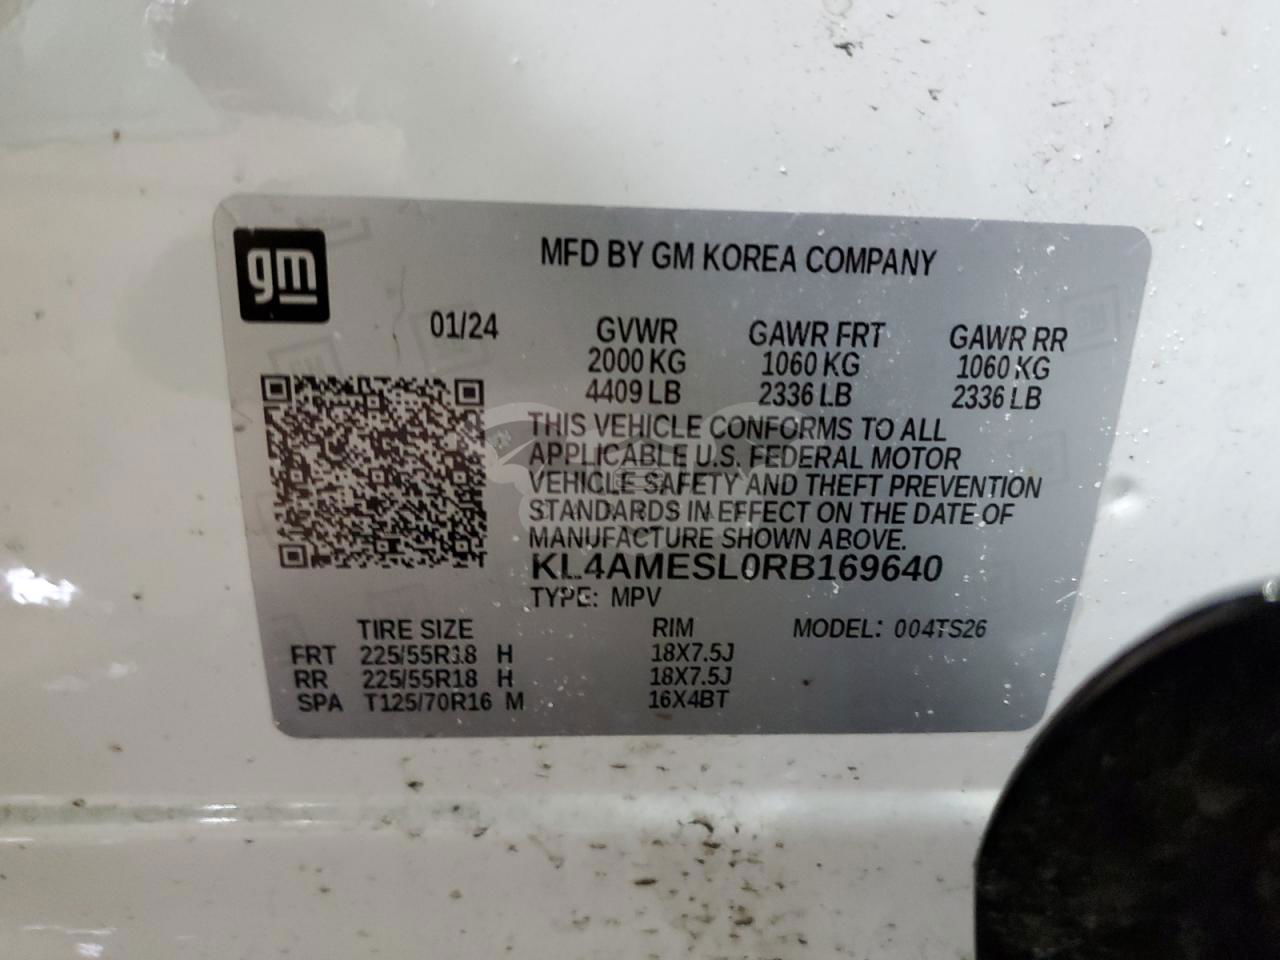 gm
MFD BY GM KOREA COMPANY
01/24
GVWR GAWR FRT GAWR RR
2000 KG 1060 KG 1060 KG
4409 LB 2336 LB 2336 LB
THIS VEHICLE CONFORMS TO ALL
APPLICABLE U.S. FEDERAL MOTOR
VEHICLE SAFETY AND THEFT PREVENTION
STANDARDS IN EFFECT ON THE DATE OF
MANUFACTURE SHOWN ABOVE.
KL4AMESL0RB169640
TYPE: MPV
TIRE SIZE RIM MODEL: 004TS26
FRT 225/55R18 H 18X7.5J
RR 225/55R18 H 18X7.5J
SPA T125/70R16 M 16X4BT